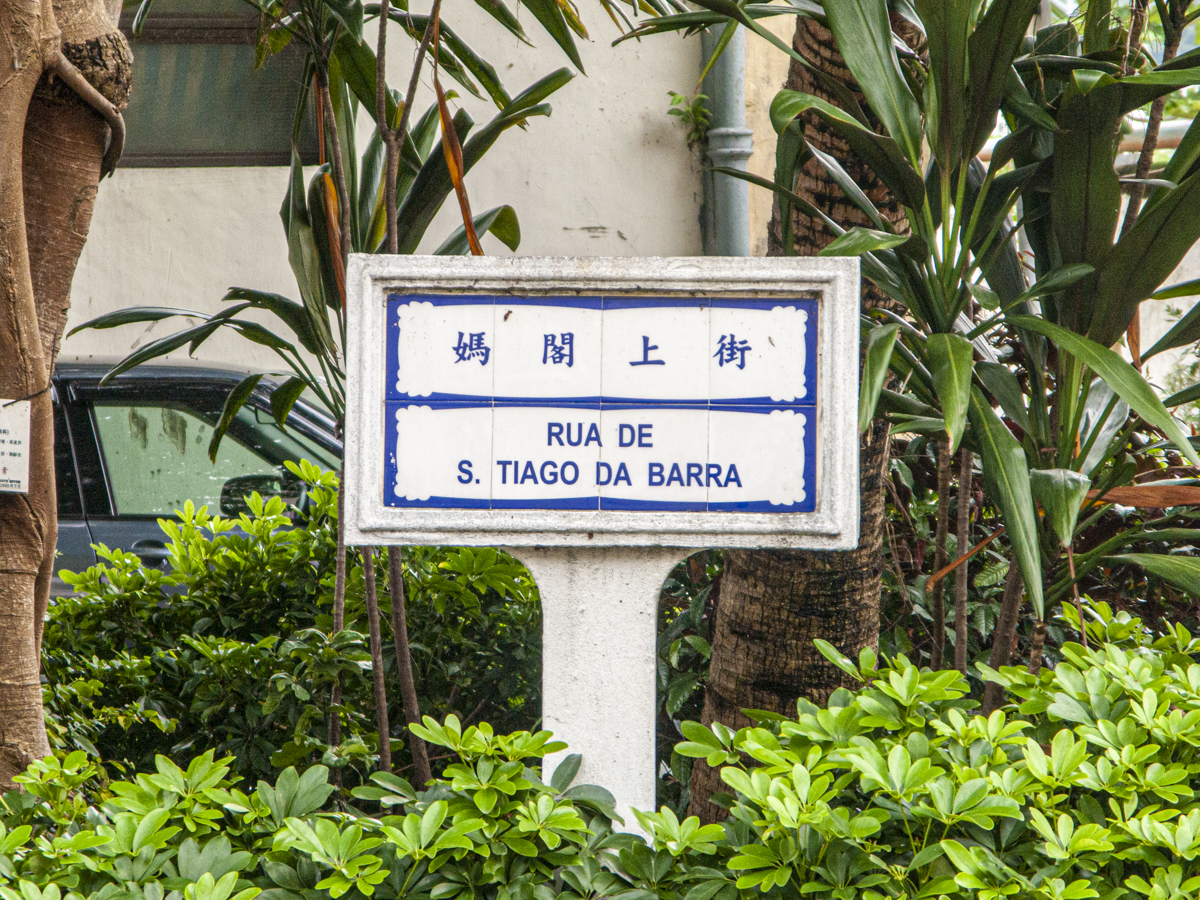 媽閣上街
RUA DE
S. TIAGO DA BARRA